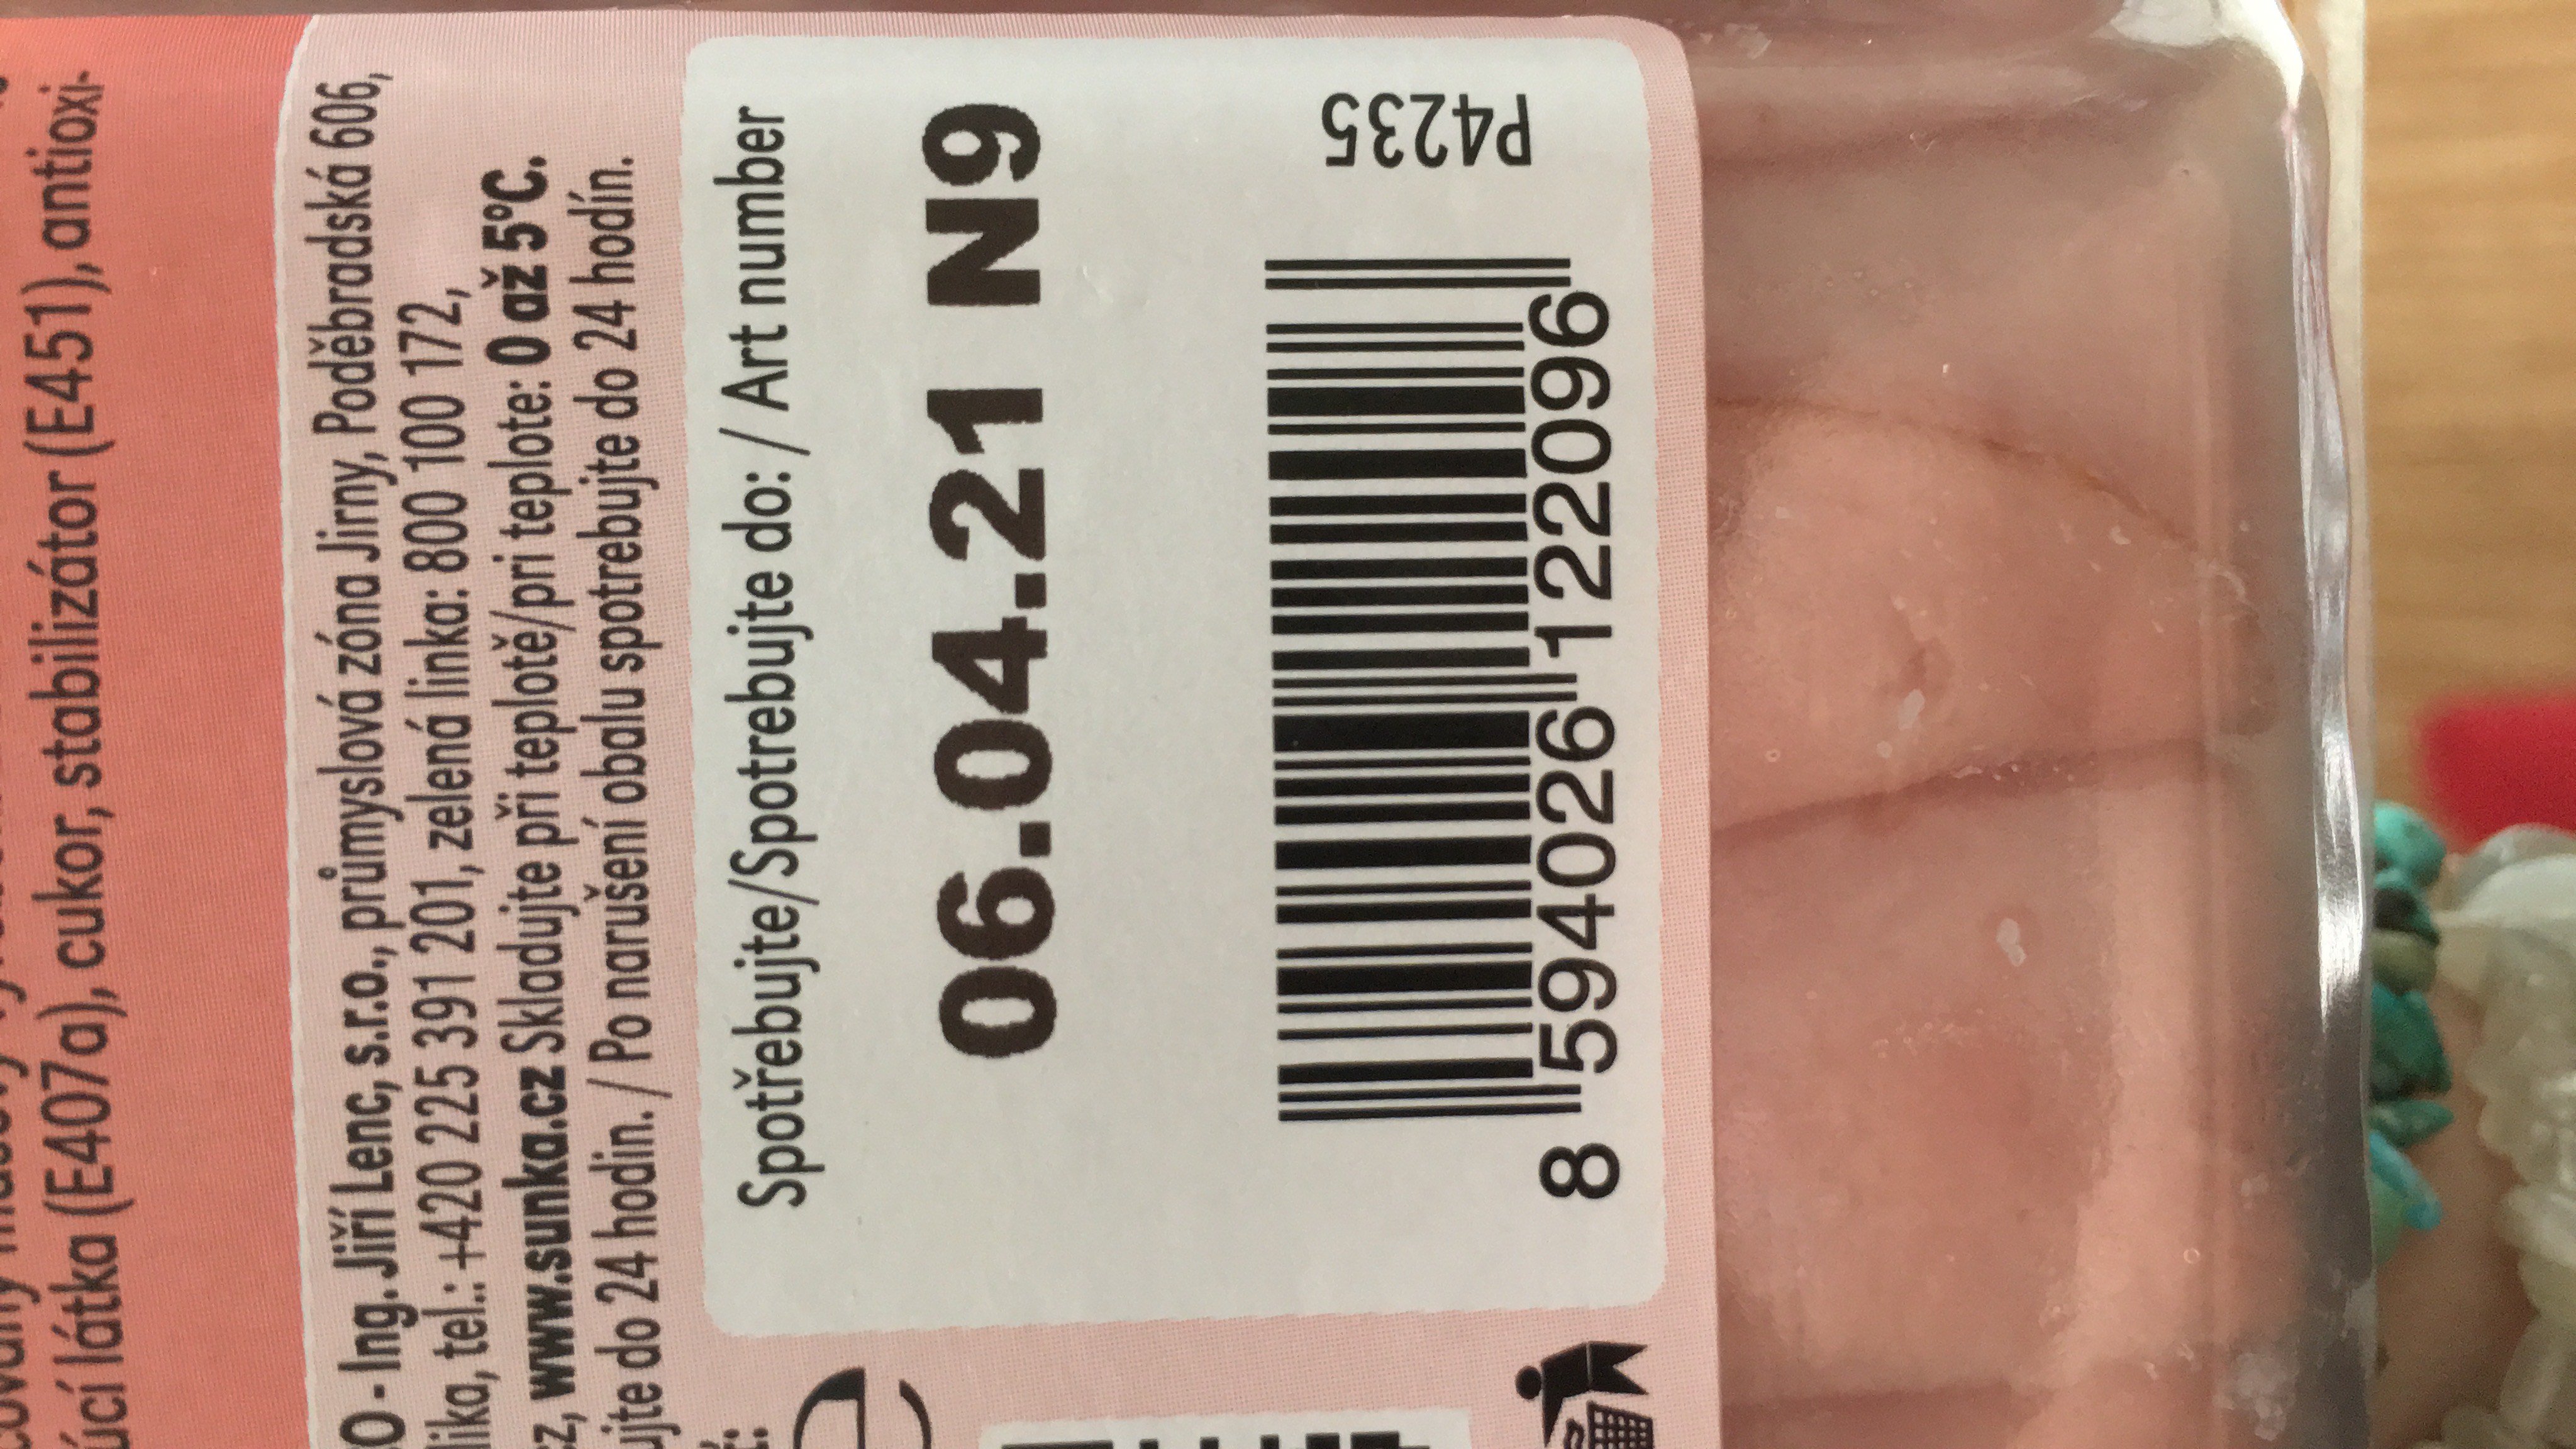 úcí látka (E407a), cukor, stabilizátor (E451), antioxi-
- Ing. Jiří Lenc, s.r.o., průmyslová zóna Jirny, Poděbradská 606,
lika, tel.: +420 225 391 201, zelená linka: 800 100 172,
cz, www.sunka.cz Skladujte při teplotě/pri teplote: 0 až 5°C.
ujte do 24 hodin. / Po narušení obalu spotrebujte do 24 hodín.
Spotřebujte/Spotrebujte do: / Art number
06.04.21 N9
8 594026 122096
P4235